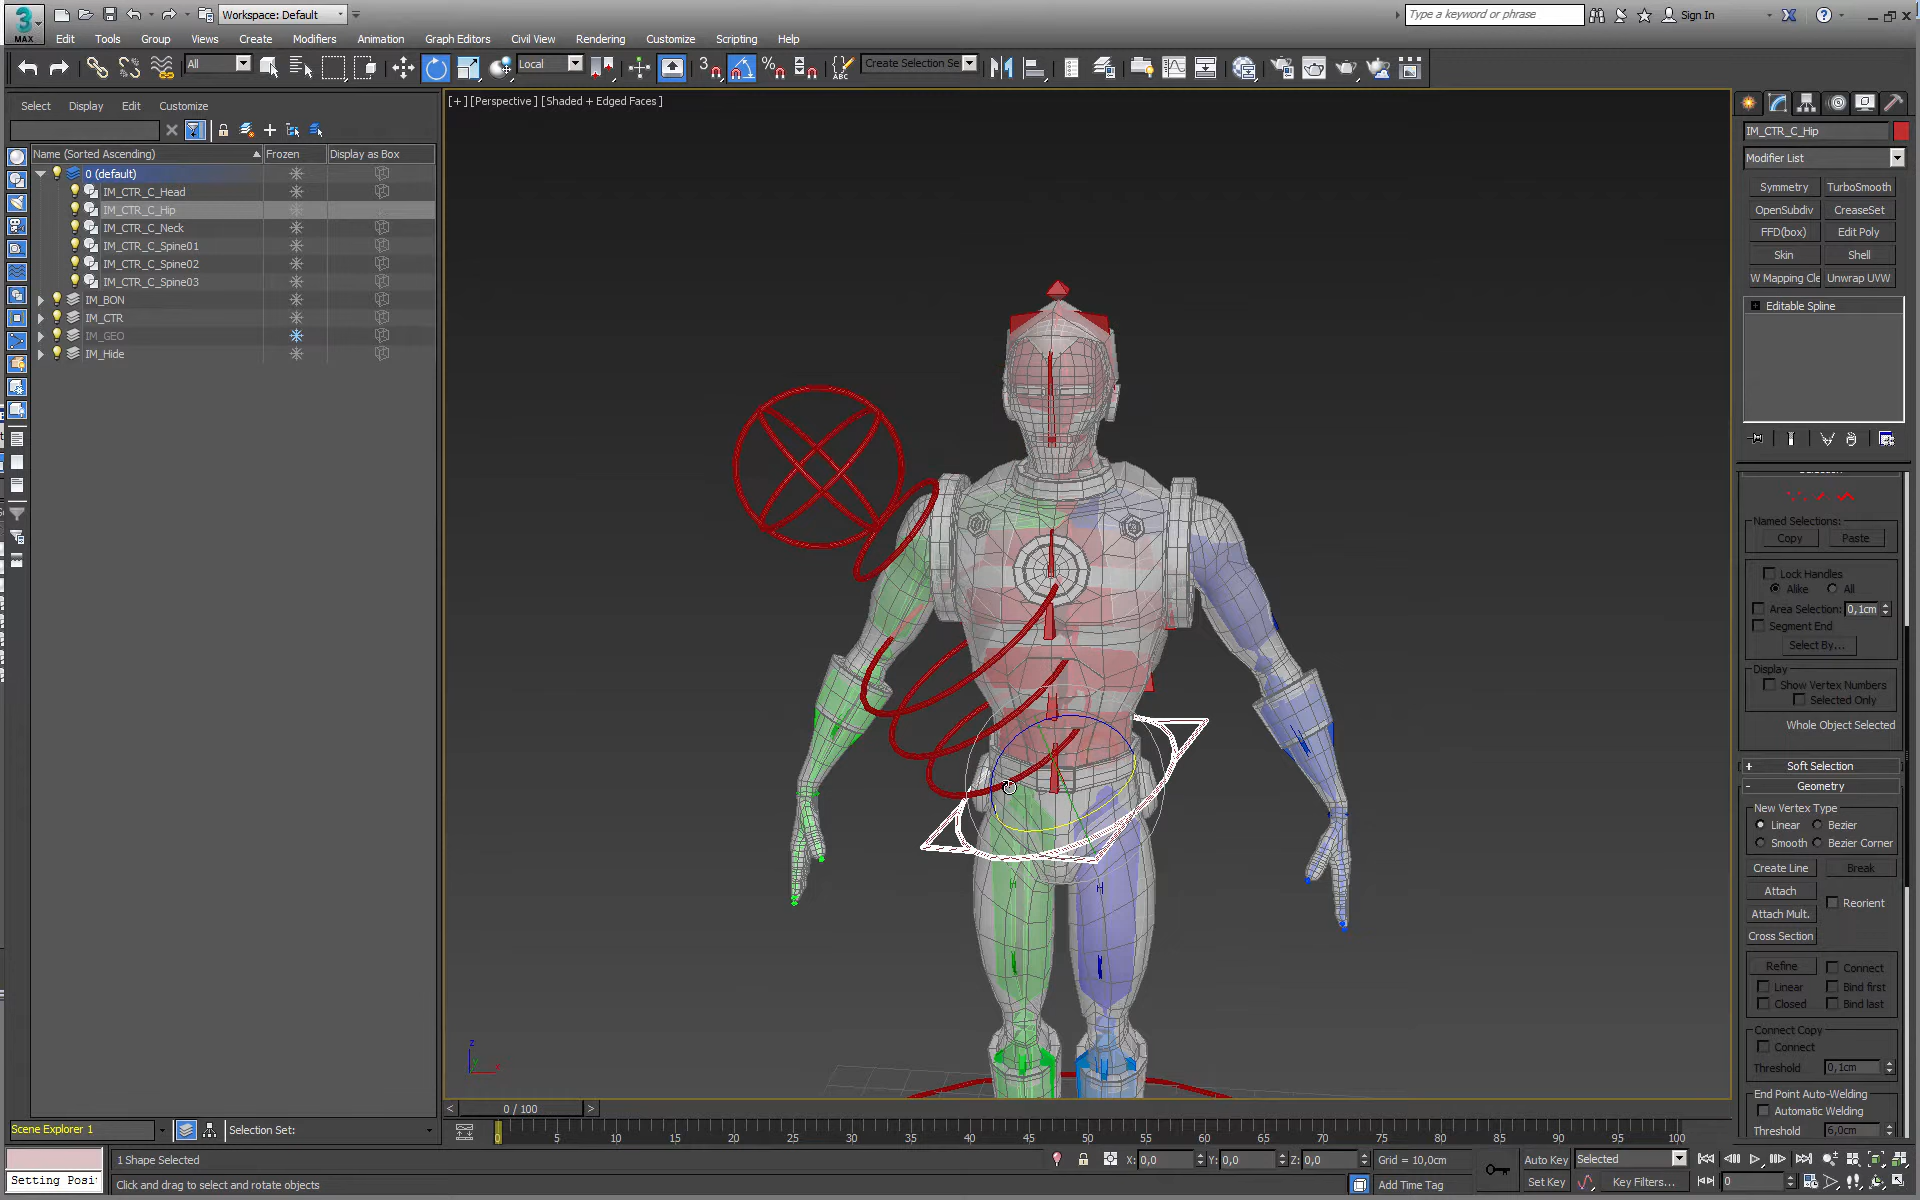 3
MAX
Workspace: Default
Type a keyword or phrase
Sign In
Edit Tools Group Views Create Modifiers Animation Graph Editors Civil View Rendering Customize Scripting Help
All
Local
3
%
ABC
Create Selection Se
Select Display Edit Customize
[+] [Perspective] [Shaded + Edged Faces]
Name (Sorted Ascending) Frozen Display as Box
0 (default)
IM_CTR_C_Head
IM_CTR_C_Hip
IM_CTR_C_Neck
IM_CTR_C_Spine01
IM_CTR_C_Spine02
IM_CTR_C_Spine03
IM_BON
IM_CTR
IM_GEO
IM_Hide
IM_CTR_C_Hip
Modifier List
Symmetry TurboSmooth
OpenSubdiv CreaseSet
FFD(box) Edit Poly
Skin Shell
W Mapping Cle Unwrap UVW
Editable Spline
Named Selections:
Copy Paste
Lock Handles
Alike All
Area Selection: 0,1cm
Segment End
Select By...
Display
Show Vertex Numbers
Selected Only
Whole Object Selected
+ Soft Selection
- Geometry
New Vertex Type
Linear Bezier
Smooth Bezier Corner
Create Line Break
Attach
Reorient
Attach Mult.
Cross Section
Refine Connect
Linear Bind first
Closed Bind last
Connect Copy
Connect
Threshold 0,1cm
End Point Auto-Welding
Automatic Welding
Threshold 6,0cm
z
x
< 0 / 100 >
0 5 10 15 20 25 30 35 40 45 50 55 60 65 70 75 80 85 90 95 100
Scene Explorer 1
Selection Set:
1 Shape Selected
X: 0,0 Y: 0,0 Z: 0,0
Grid = 10,0cm
Auto Key Selected
Setting Posi
Click and drag to select and rotate objects
Add Time Tag
Set Key Key Filters...
0